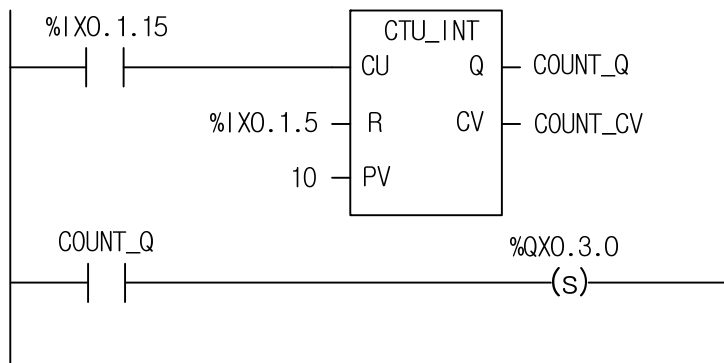 %IX0.1.15
CTU_INT
CU Q COUNT_Q
%IX0.1.5 R CV COUNT_CV
10 PV
COUNT_Q %QX0.3.0
(S)